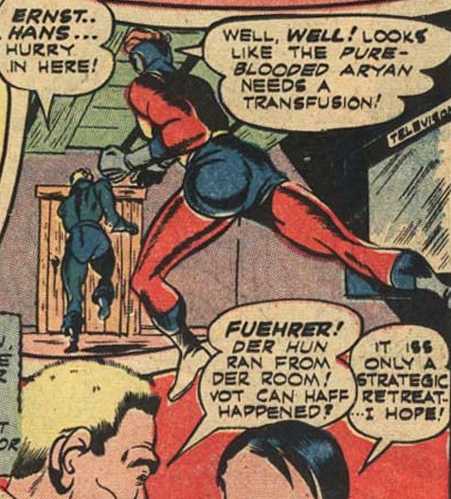 ERNST..
HANS...
HURRY
IN HERE!
WELL, WELL! LOOKS
LIKE THE PURE-
BLOODED ARYAN
NEEDS A
TRANSFUSION!
FUEHRER!
DER HUN
RAN FROM
DER ROOM!
VOT CAN HAFF
HAPPENED?
IT ISS
ONLY A
STRATEGIC
RETREAT-
...I HOPE!